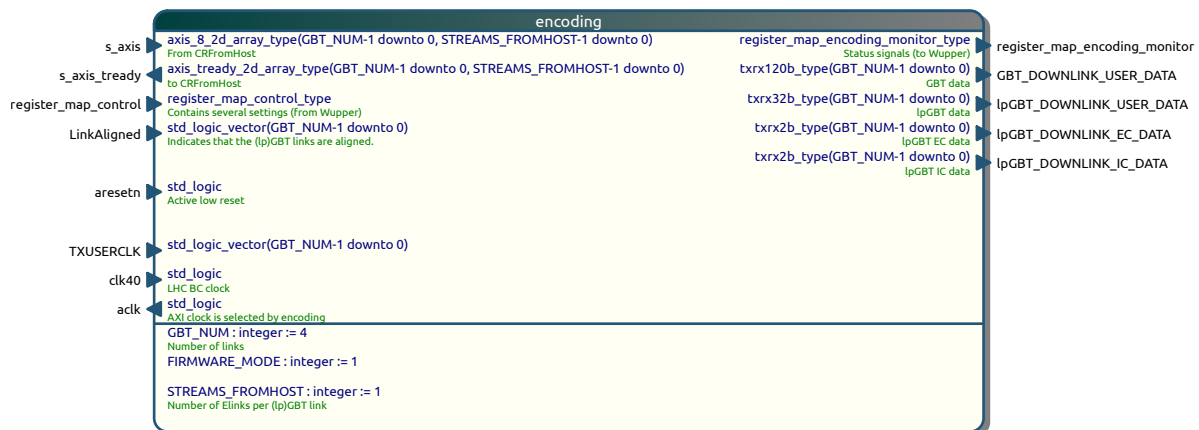 encoding
s_axis
axis_8_2d_array_type(GBT_NUM-1 downto 0, STREAMS_FROMHOST-1 downto 0)
From CRFromHost
s_axis_tready
axis_tready_2d_array_type(GBT_NUM-1 downto 0, STREAMS_FROMHOST-1 downto 0)
to CRFromHost
register_map_control
register_map_control_type
Contains several settings (from Wupper)
LinkAligned
std_logic_vector(GBT_NUM-1 downto 0)
Indicates that the (lp)GBT links are aligned.
aresetn
std_logic
Active low reset
TXUSERCLK
std_logic_vector(GBT_NUM-1 downto 0)
clk40
std_logic
LHC BC clock
aclk
std_logic
AXI clock is selected by encoding
register_map_encoding_monitor_type
Status signals (to Wupper)
register_map_encoding_monitor
txrx120b_type(GBT_NUM-1 downto 0)
GBT data
GBT_DOWNLINK_USER_DATA
txrx32b_type(GBT_NUM-1 downto 0)
lpGBT data
lpGBT_DOWNLINK_USER_DATA
txrx2b_type(GBT_NUM-1 downto 0)
lpGBT EC data
lpGBT_DOWNLINK_EC_DATA
txrx2b_type(GBT_NUM-1 downto 0)
lpGBT IC data
lpGBT_DOWNLINK_IC_DATA
GBT_NUM : integer := 4
Number of links
FIRMWARE_MODE : integer := 1
STREAMS_FROMHOST : integer := 1
Number of Elinks per (lp)GBT link